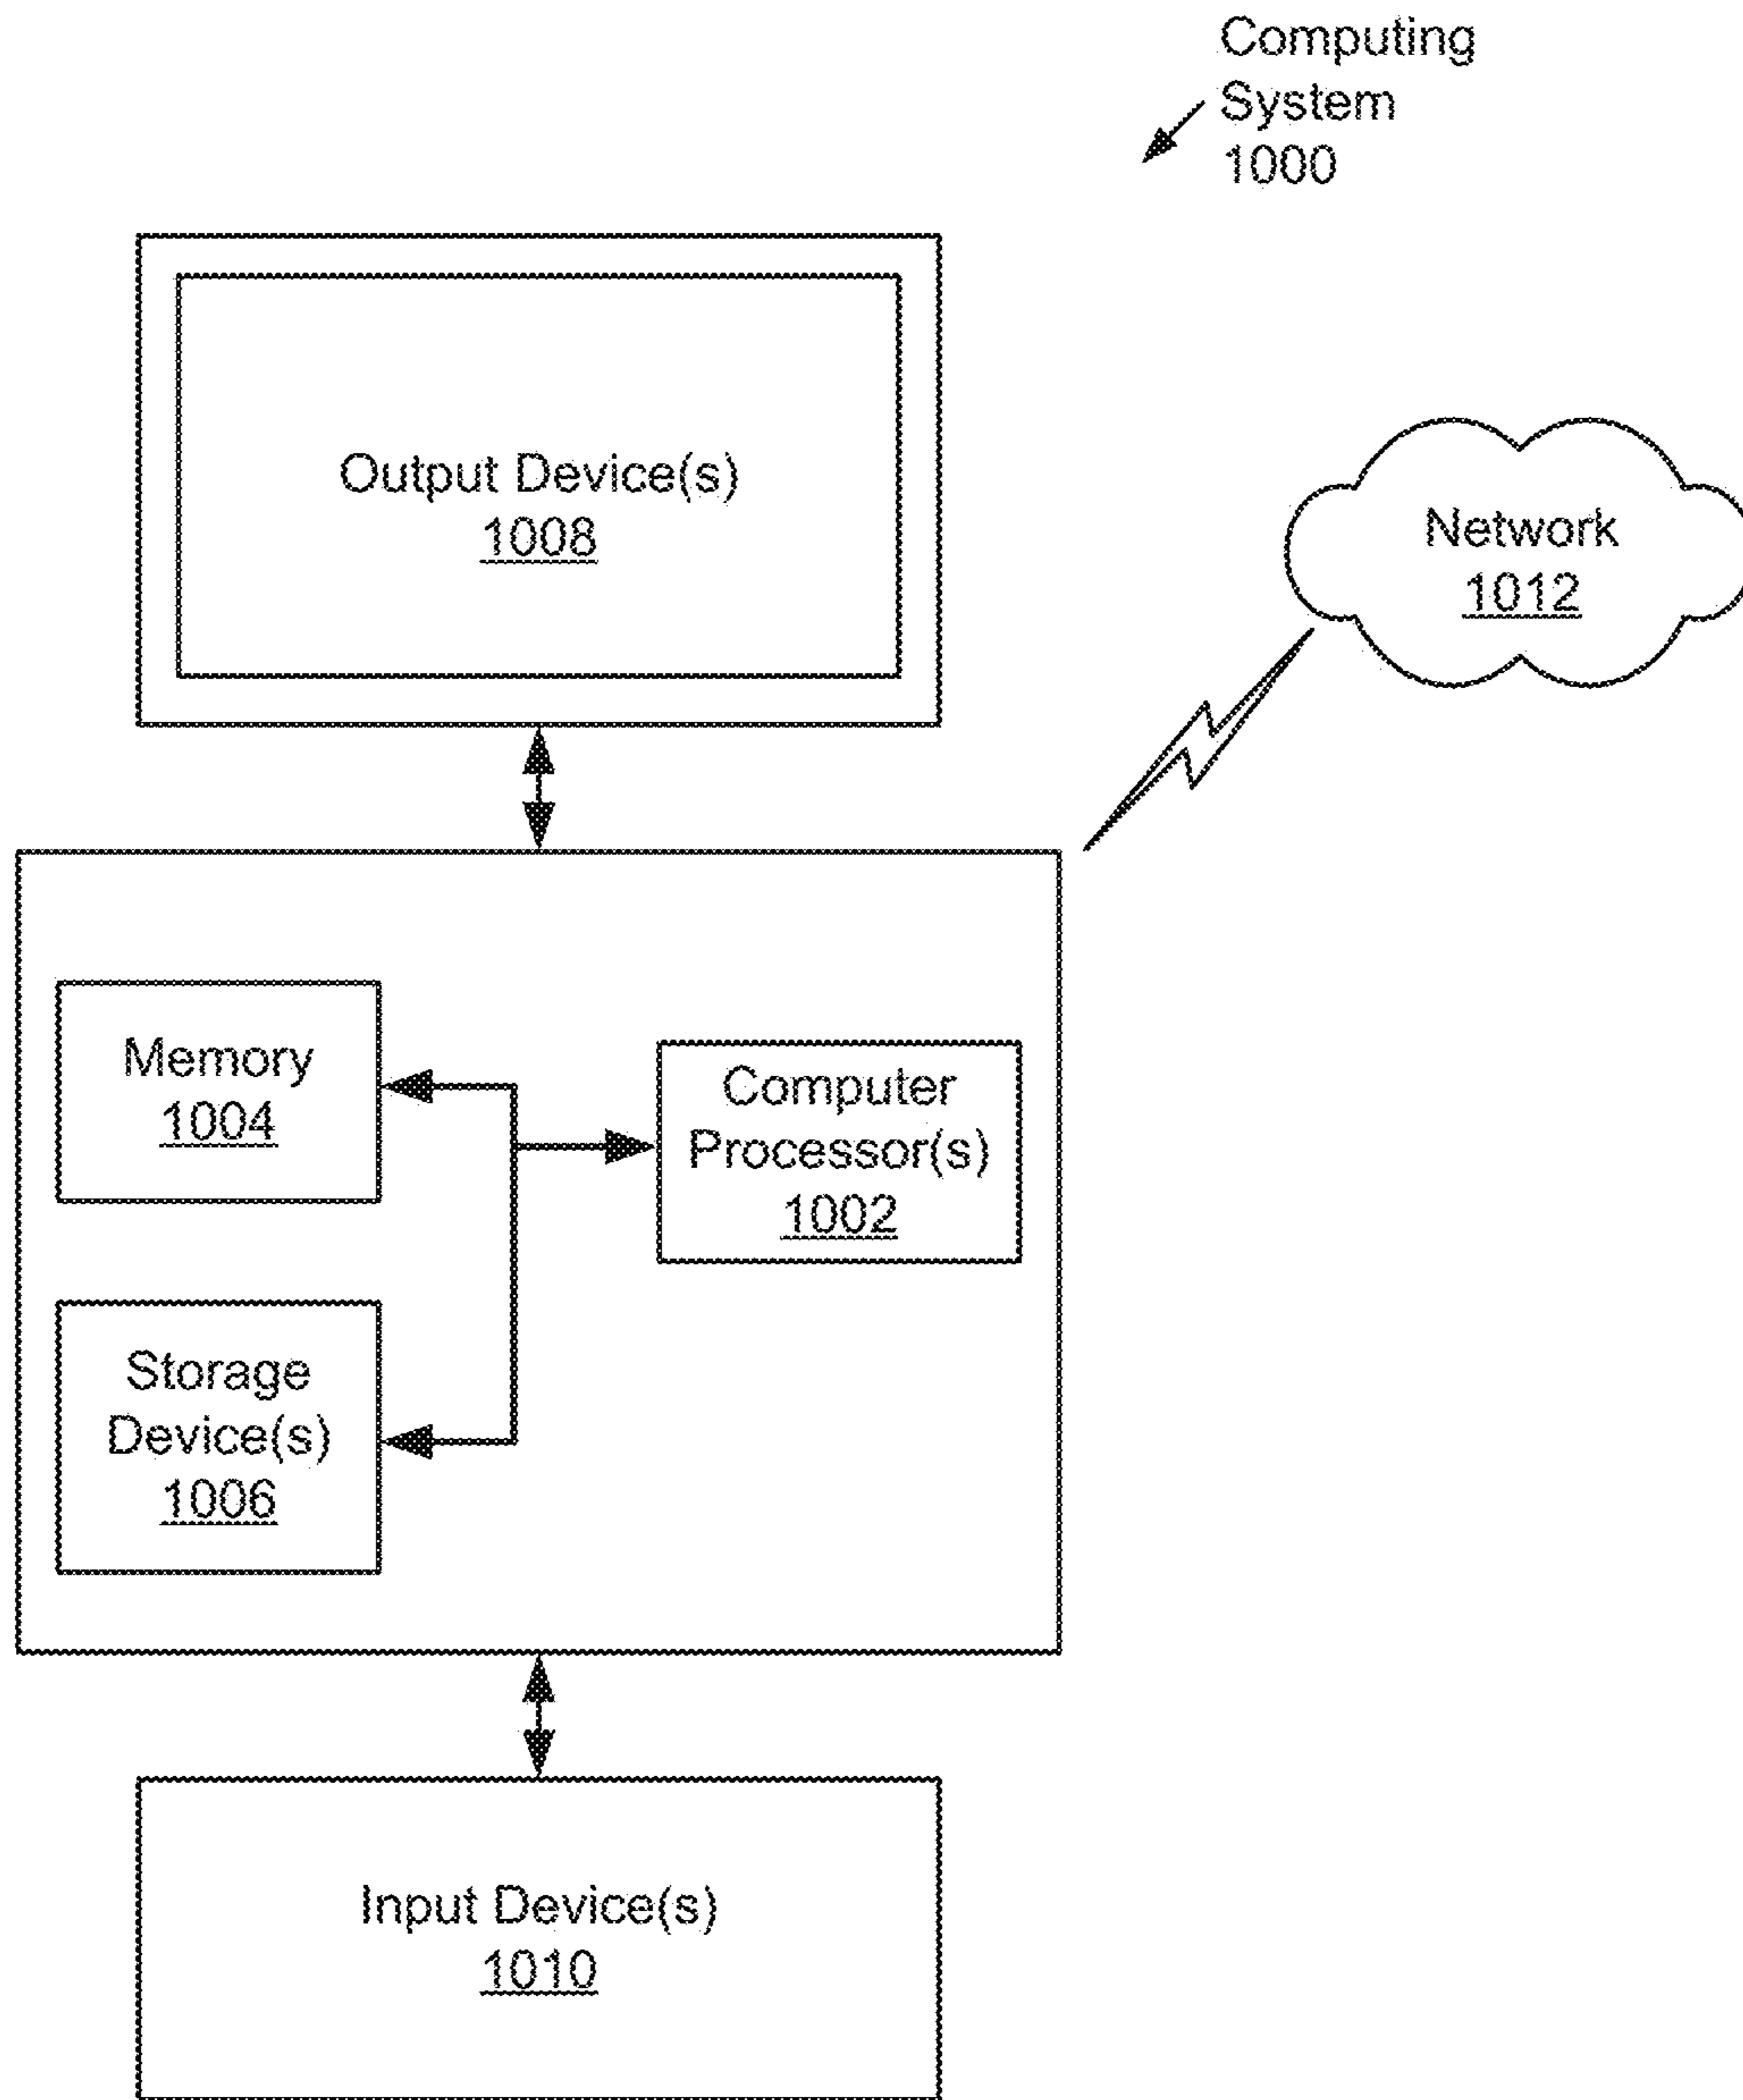 Computing
System
1000
Output Device(s)
1008
Network
1012
Memory
1004
Computer
Processor(s)
1002
Storage
Device(s)
1006
Input Device(s)
1010